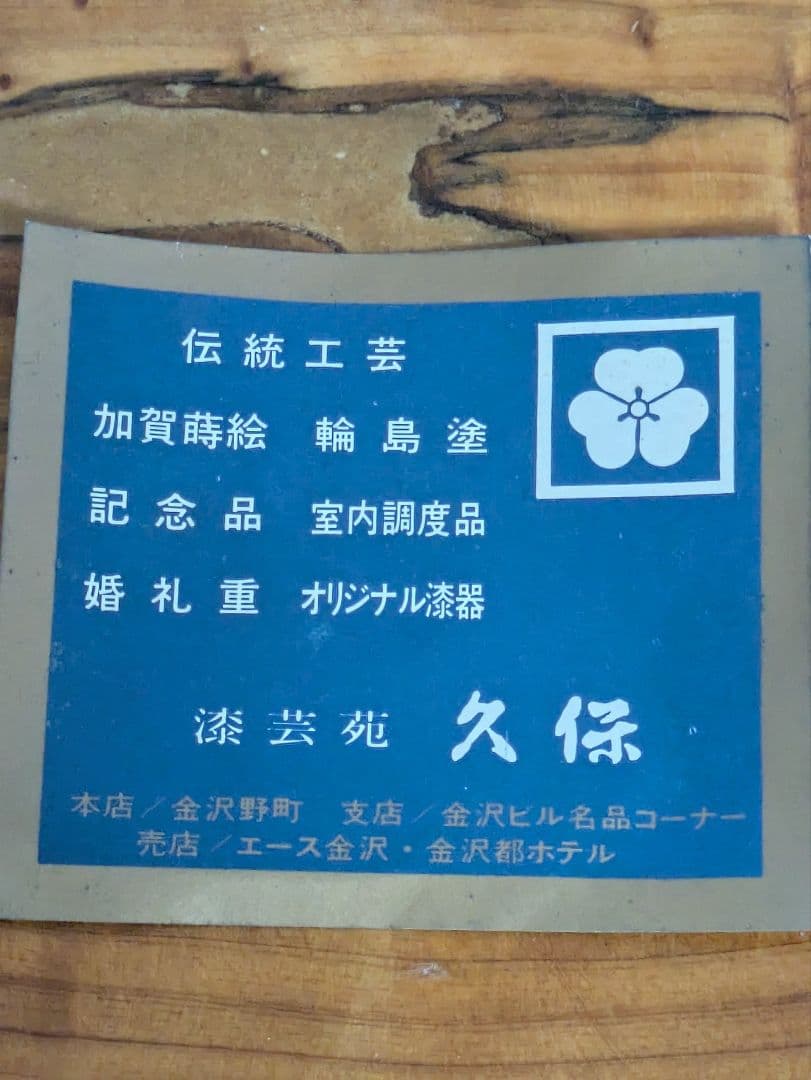 伝統工芸
加賀蒔絵 輪島塗
記念品 室内調度品
婚礼重 オリジナル漆器
漆芸苑 久保
本店/金沢野町 支店/金沢ビル名品コーナー
売店/エース金沢・金沢都ホテル